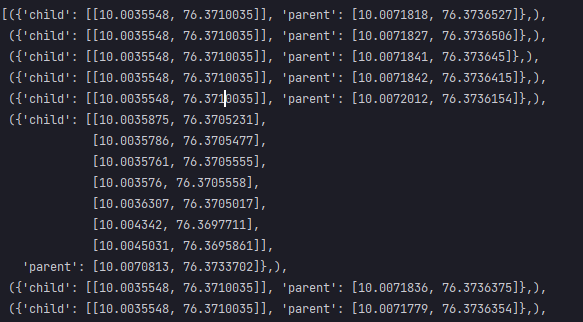 [({'child': [[10.0035548, 76.3710035]], 'parent': [10.0071818, 76.3736527]},),
({'child': [[10.0035548, 76.3710035]], 'parent': [10.0071827, 76.3736506]},),
({'child': [[10.0035548, 76.3710035]], 'parent': [10.0071841, 76.373645]},),
({'child': [[10.0035548, 76.3710035]], 'parent': [10.0071842, 76.3736415]},),
({'child': [[10.0035548, 76.3710035]], 'parent': [10.0072012, 76.3736154]},),
({'child': [[10.0035875, 76.3705231],
[10.0035786, 76.3705477],
[10.0035761, 76.3705555],
[10.003576, 76.3705558],
[10.0036307, 76.3705017],
[10.004342, 76.3697711],
[10.0045031, 76.3695861]],
'parent': [10.0070813, 76.3733702]},),
({'child': [[10.0035548, 76.3710035]], 'parent': [10.0071836, 76.3736375]},),
({'child': [[10.0035548, 76.3710035]], 'parent': [10.0071779, 76.3736354]},),